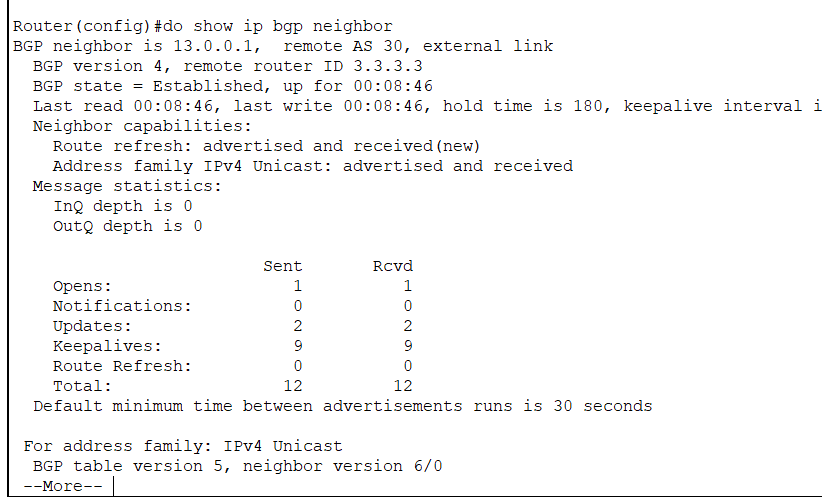 Router(config)#do show ip bgp neighbor
BGP neighbor is 13.0.0.1,  remote AS 30, external link
  BGP version 4, remote router ID 3.3.3.3
  BGP state = Established, up for 00:08:46
  Last read 00:08:46, last write 00:08:46, hold time is 180, keepalive interval i
  Neighbor capabilities:
    Route refresh: advertised and received(new)
    Address family IPv4 Unicast: advertised and received
  Message statistics:
    InQ depth is 0
    OutQ depth is 0
                         Sent       Rcvd
    Opens:                  1          1
    Notifications:          0          0
    Updates:                2          2
    Keepalives:             9          9
    Route Refresh:          0          0
    Total:                 12         12
  Default minimum time between advertisements runs is 30 seconds
 For address family: IPv4 Unicast
  BGP table version 5, neighbor version 6/0
 --More--